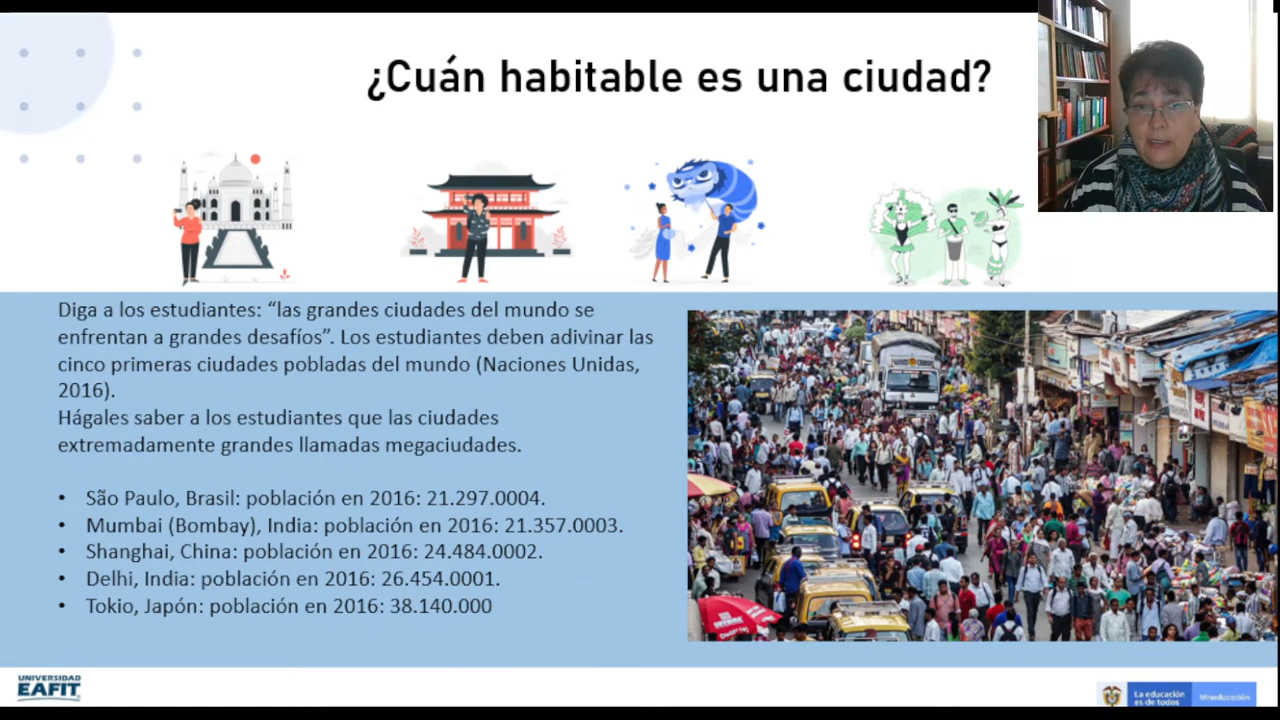 ¿Cuán habitable es una ciudad?
Diga a los estudiantes: “las grandes ciudades del mundo se
enfrentan a grandes desafíos”. Los estudiantes deben adivinar las
cinco primeras ciudades pobladas del mundo (Naciones Unidas,
2016).
Hágales saber a los estudiantes que las ciudades
extremadamente grandes llamadas megaciudades.
• São Paulo, Brasil: población en 2016: 21.297.0004.
• Mumbai (Bombay), India: población en 2016: 21.357.0003.
• Shanghai, China: población en 2016: 24.484.0002.
• Delhi, India: población en 2016: 26.454.0001.
• Tokio, Japón: población en 2016: 38.140.000
UNIVERSIDAD
EAFIT
La educación
es de todos
Mineducación